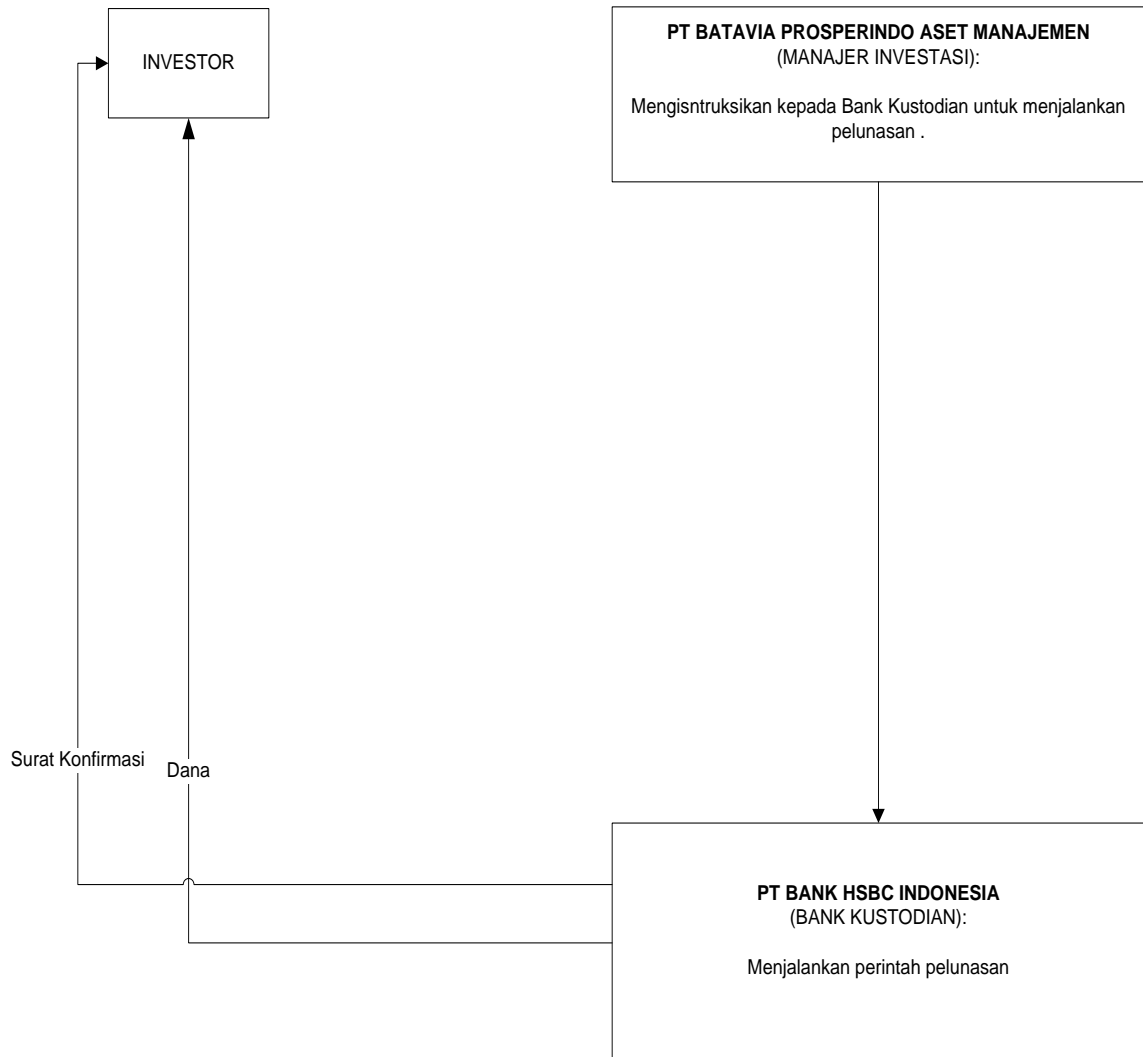 INVESTOR
PT BATAVIA PROSPERINDO ASET MANAJEMEN
(MANAJER INVESTASI):
Mengisntruksikan kepada Bank Kustodian untuk menjalankan
pelunasan .
Surat Konfirmasi
Dana
PT BANK HSBC INDONESIA
(BANK KUSTODIAN):
Menjalankan perintah pelunasan